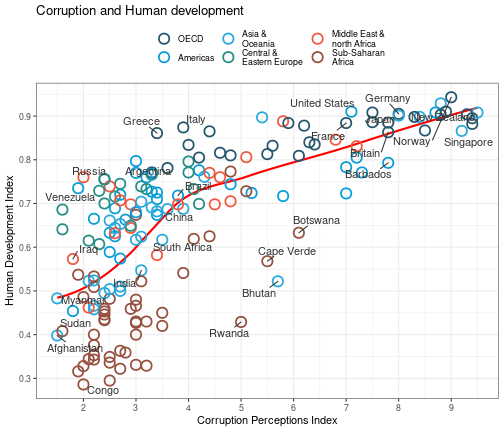 Corruption and Human development
OECD
Americas
Asia &
Oceania
Central &
Eastern Europe
Middle East &
north Africa
Sub-Saharan
Africa
Human Development Index
0.9
0.8
0.7
0.6
0.5
0.4
0.3
United States
Germany
Greece
Italy
France
Japan
New Zealand
Norway
Singapore
Britain
Barbados
Russia
Argentina
Brazil
Venezuela
China
Botswana
Iraq
South Africa
Cape Verde
India
Bhutan
Myanmar
Sudan
Rwanda
Afghanistan
Congo
2
3
4
5
6
7
8
9
Corruption Perceptions Index